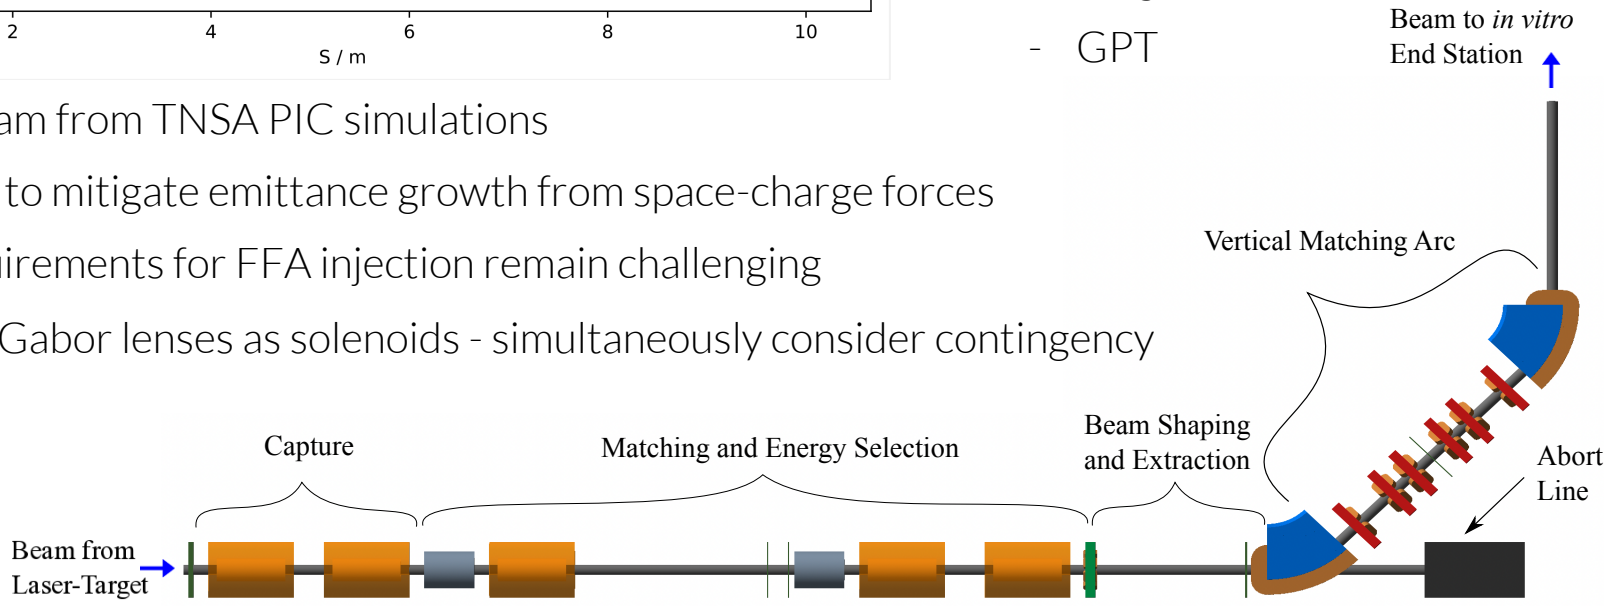 2 4 6 8 10
S / m
- GPT
Beam to in vitro
End Station
from TNSA PIC simulations
to mitigate emittance growth from space-charge forces
for FFA injection remain challenging
Gabor lenses as solenoids - simultaneously consider contingency
Vertical Matching Arc
Capture
Matching and Energy Selection
Beam Shaping
and Extraction
Abort
Line
Beam from
Laser-Target